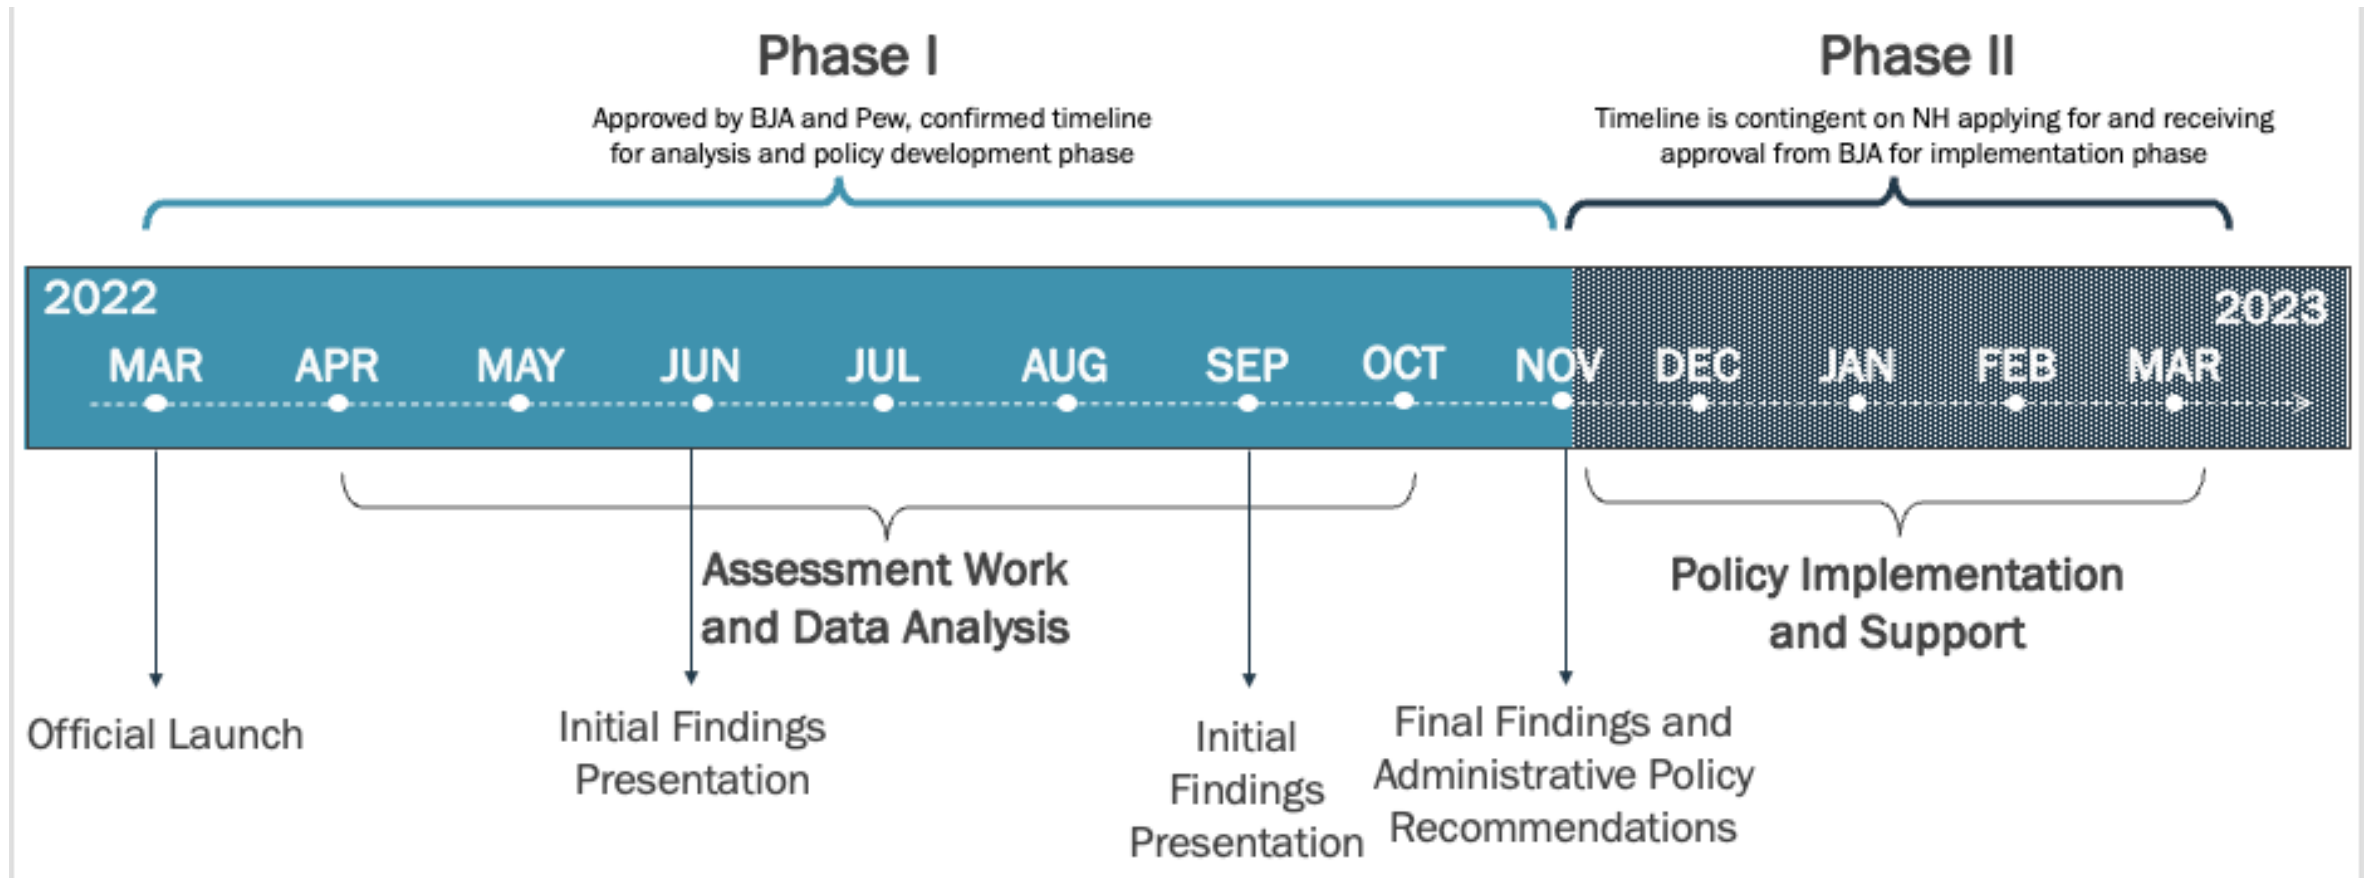 Phase I
Approved by BJA and Pew, confirmed timeline
for analysis and policy development phase
Phase II
Timeline is contingent on NH applying for and receiving
approval from BJA for implementation phase
2022
2023
MAR APR MAY JUN JUL AUG SEP OCT NOV DEC JAN FEB MAR
Assessment Work
and Data Analysis
Policy Implementation
and Support
Official Launch
Initial Findings
Presentation
Initial
Findings
Presentation
Final Findings and
Administrative Policy
Recommendations